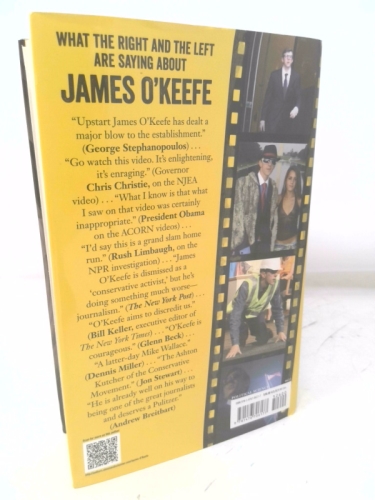 WHAT THE RIGHT AND THE LEFT
ARE SAYING ABOUT
JAMES O'KEEFE
“Upstart James O'Keefe has dealt a
major blow to the establishment.”
(George Stephanopoulos) . . .
“Go watch this video. It's enlightening,
it's enraging.” (Governor
Chris Christie, on the NJEA
video) . . . “What I know is that what
I saw on that video was certainly
inappropriate.” (President Obama
on the ACORN video) . . .
“I'd say this is a grand slam home
run.” (Rush Limbaugh, on the
NPR investigation) . . . “James
O'Keefe is dismissed as a
‘conservative activist,’ but he's
doing something much worse—
journalism.” (The New York Post) . . .
“O'Keefe aims to discredit us.”
(Bill Keller, executive editor of
The New York Times) . . . “O'Keefe is
courageous.” (Glenn Beck) . . .
“A latter-day Mike Wallace.”
(Dennis Miller) . . . “The Ashton
Kutcher of the Conservative
Movement.” (Jon Stewart) . . .
“He is already well on his way to
being one of the great journalists
and deserves a Pulitzer.”
(Andrew Breitbart)